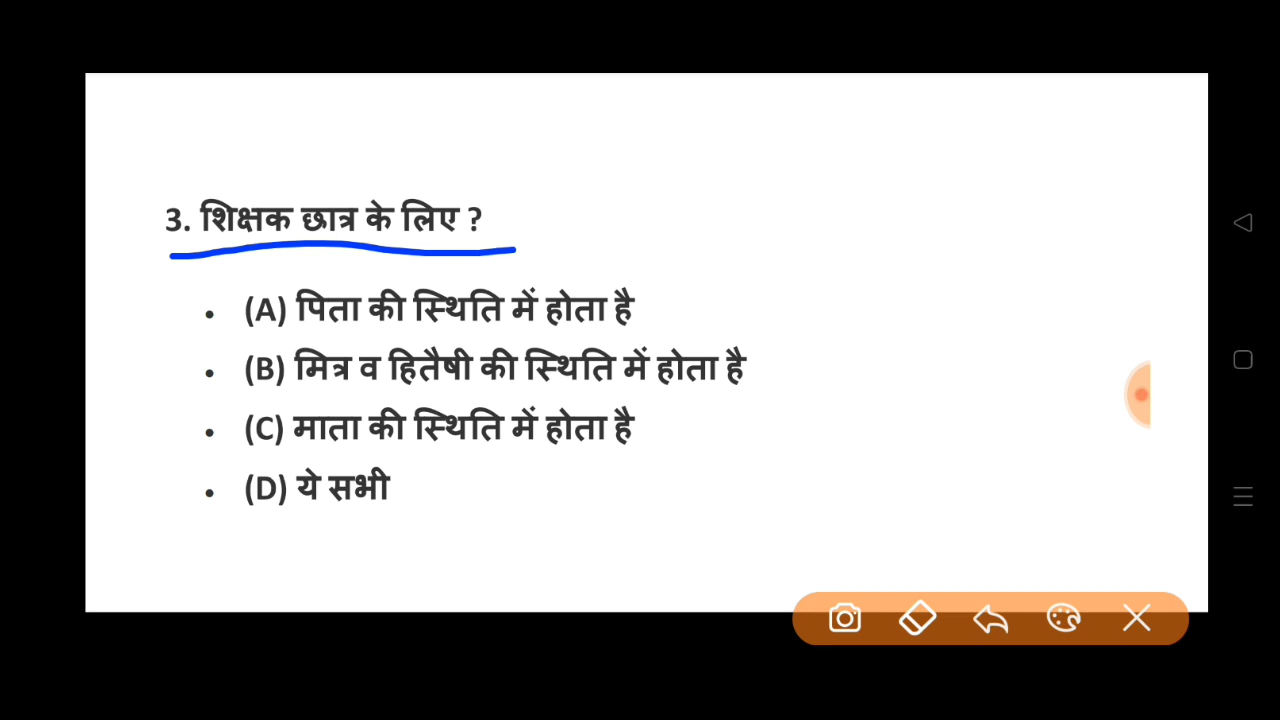 3. शिक्षक छात्र के लिए ?
• (A) पिता की स्थिति में होता है
• (B) मित्र व हितैषी की स्थिति में होता है
• (C) माता की स्थिति में होता है
• (D) ये सभी